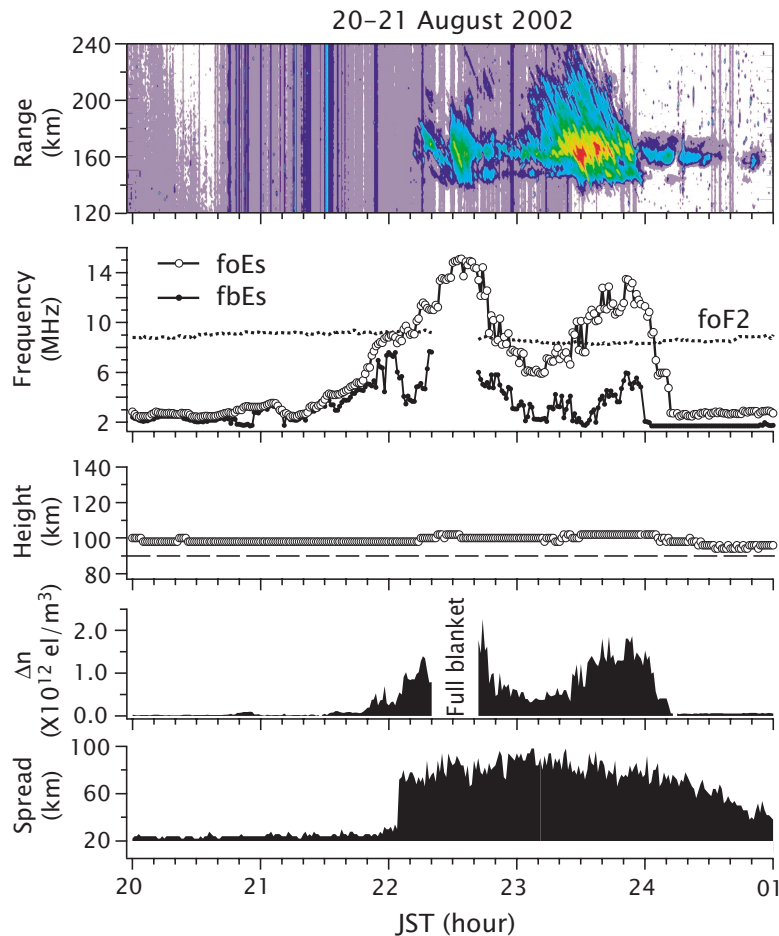 20–21 August 2002
240
200
160
120
Range
(km)
foEs
fbEs
foF2
14
10
6
2
Frequency
(MHz)
140
120
100
80
Height
(km)
2.0
1.0
0.0
Δn
(X10¹² el/m³)
Full blanket
100
60
20
Spread
(km)
20 21 22 23 24 01
JST (hour)